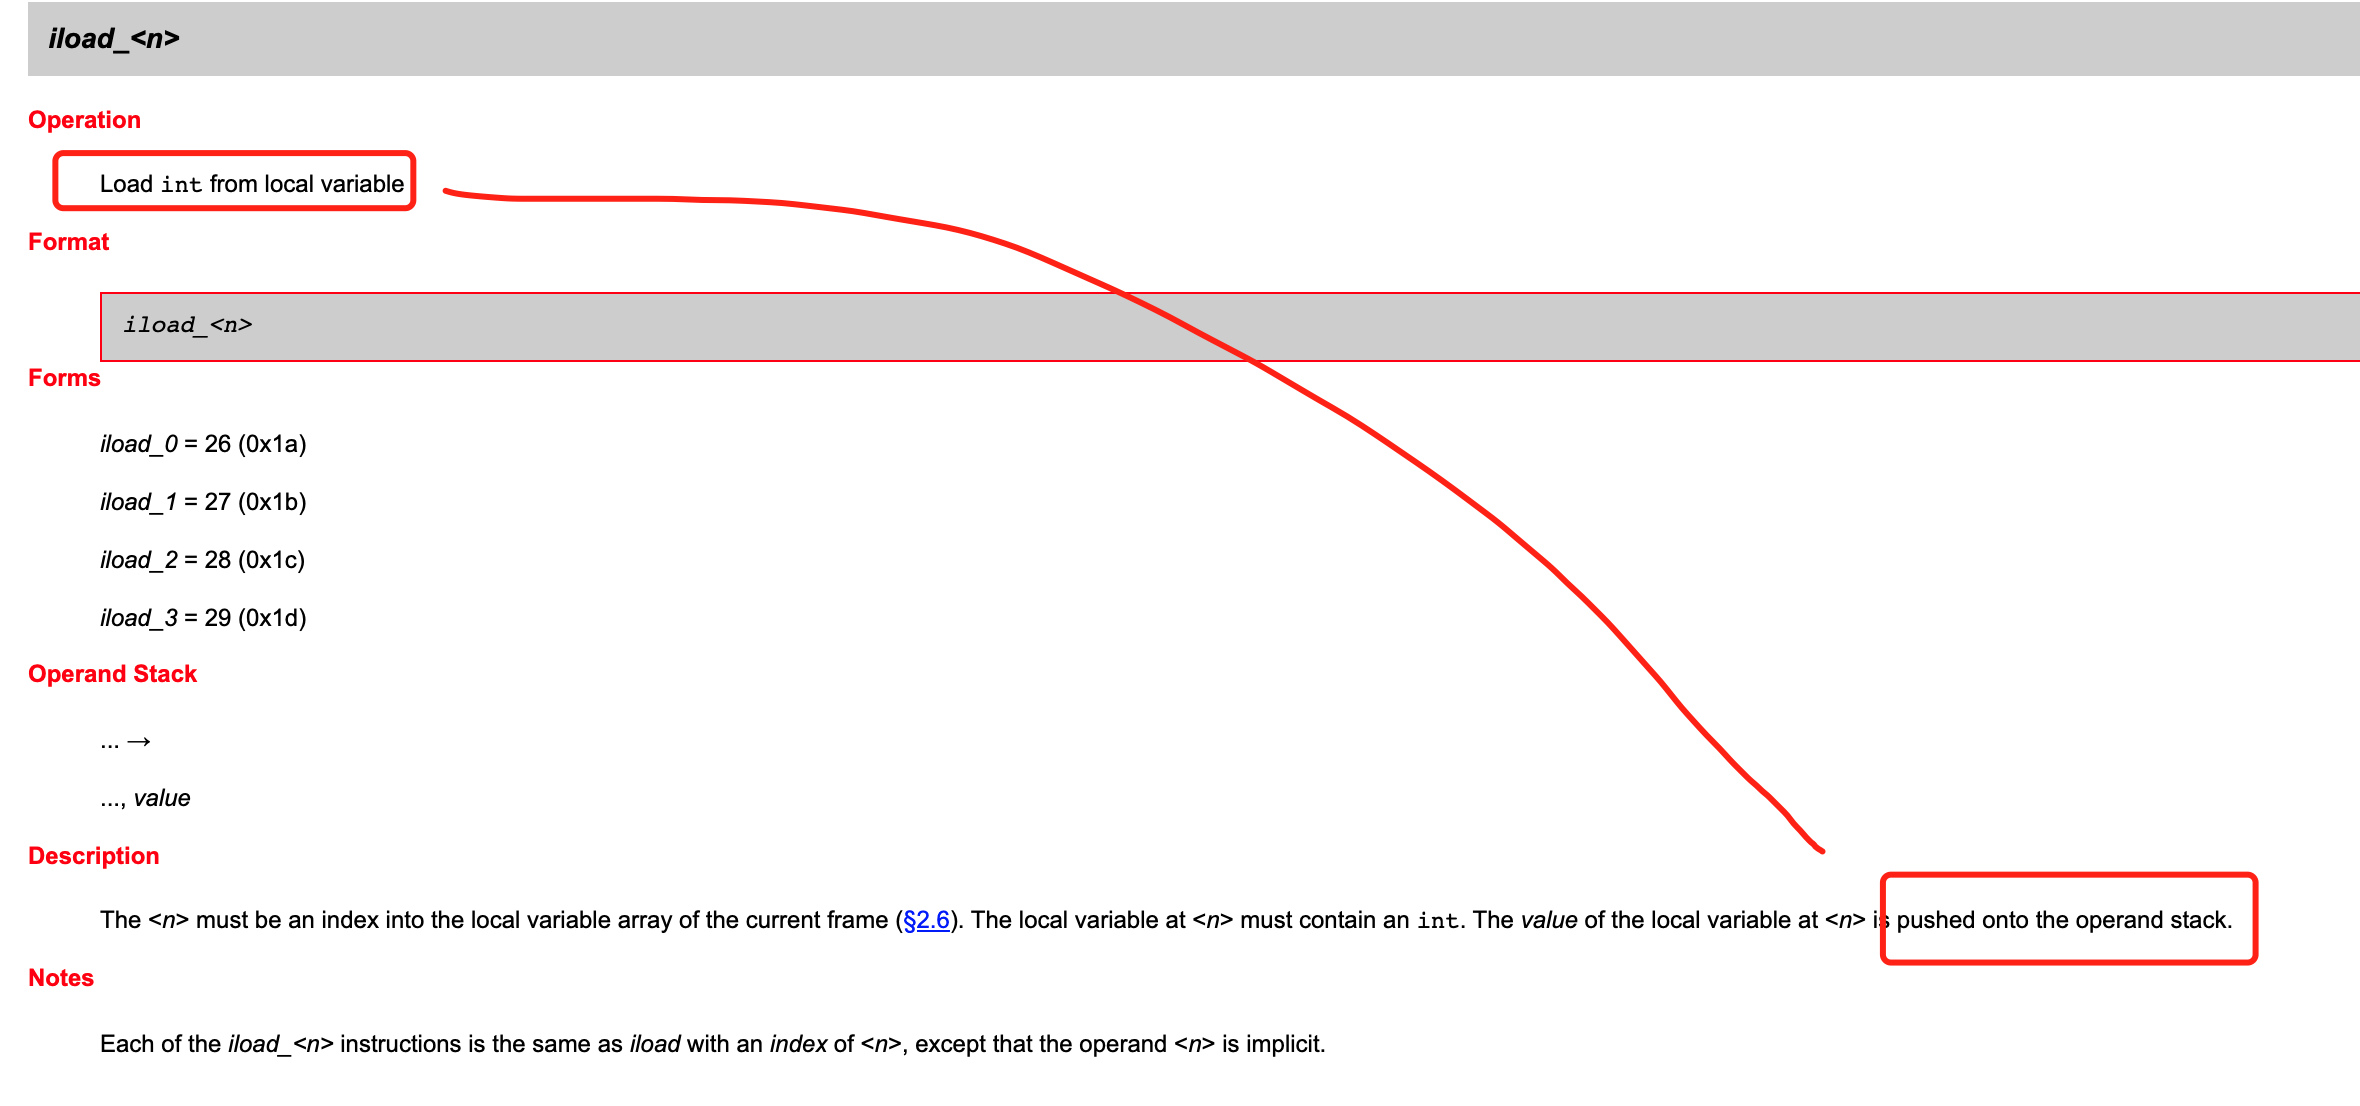 iload_<n>
Operation
Load int from local variable
Format
iload_<n>
Forms
iload_0 = 26 (0x1a)
iload_1 = 27 (0x1b)
iload_2 = 28 (0x1c)
iload_3 = 29 (0x1d)
Operand Stack
... →
..., value
Description
The <n> must be an index into the local variable array of the current frame (§2.6). The local variable at <n> must contain an int. The value of the local variable at <n> is pushed onto the operand stack.
Notes
Each of the iload_<n> instructions is the same as iload with an index of <n>, except that the operand <n> is implicit.